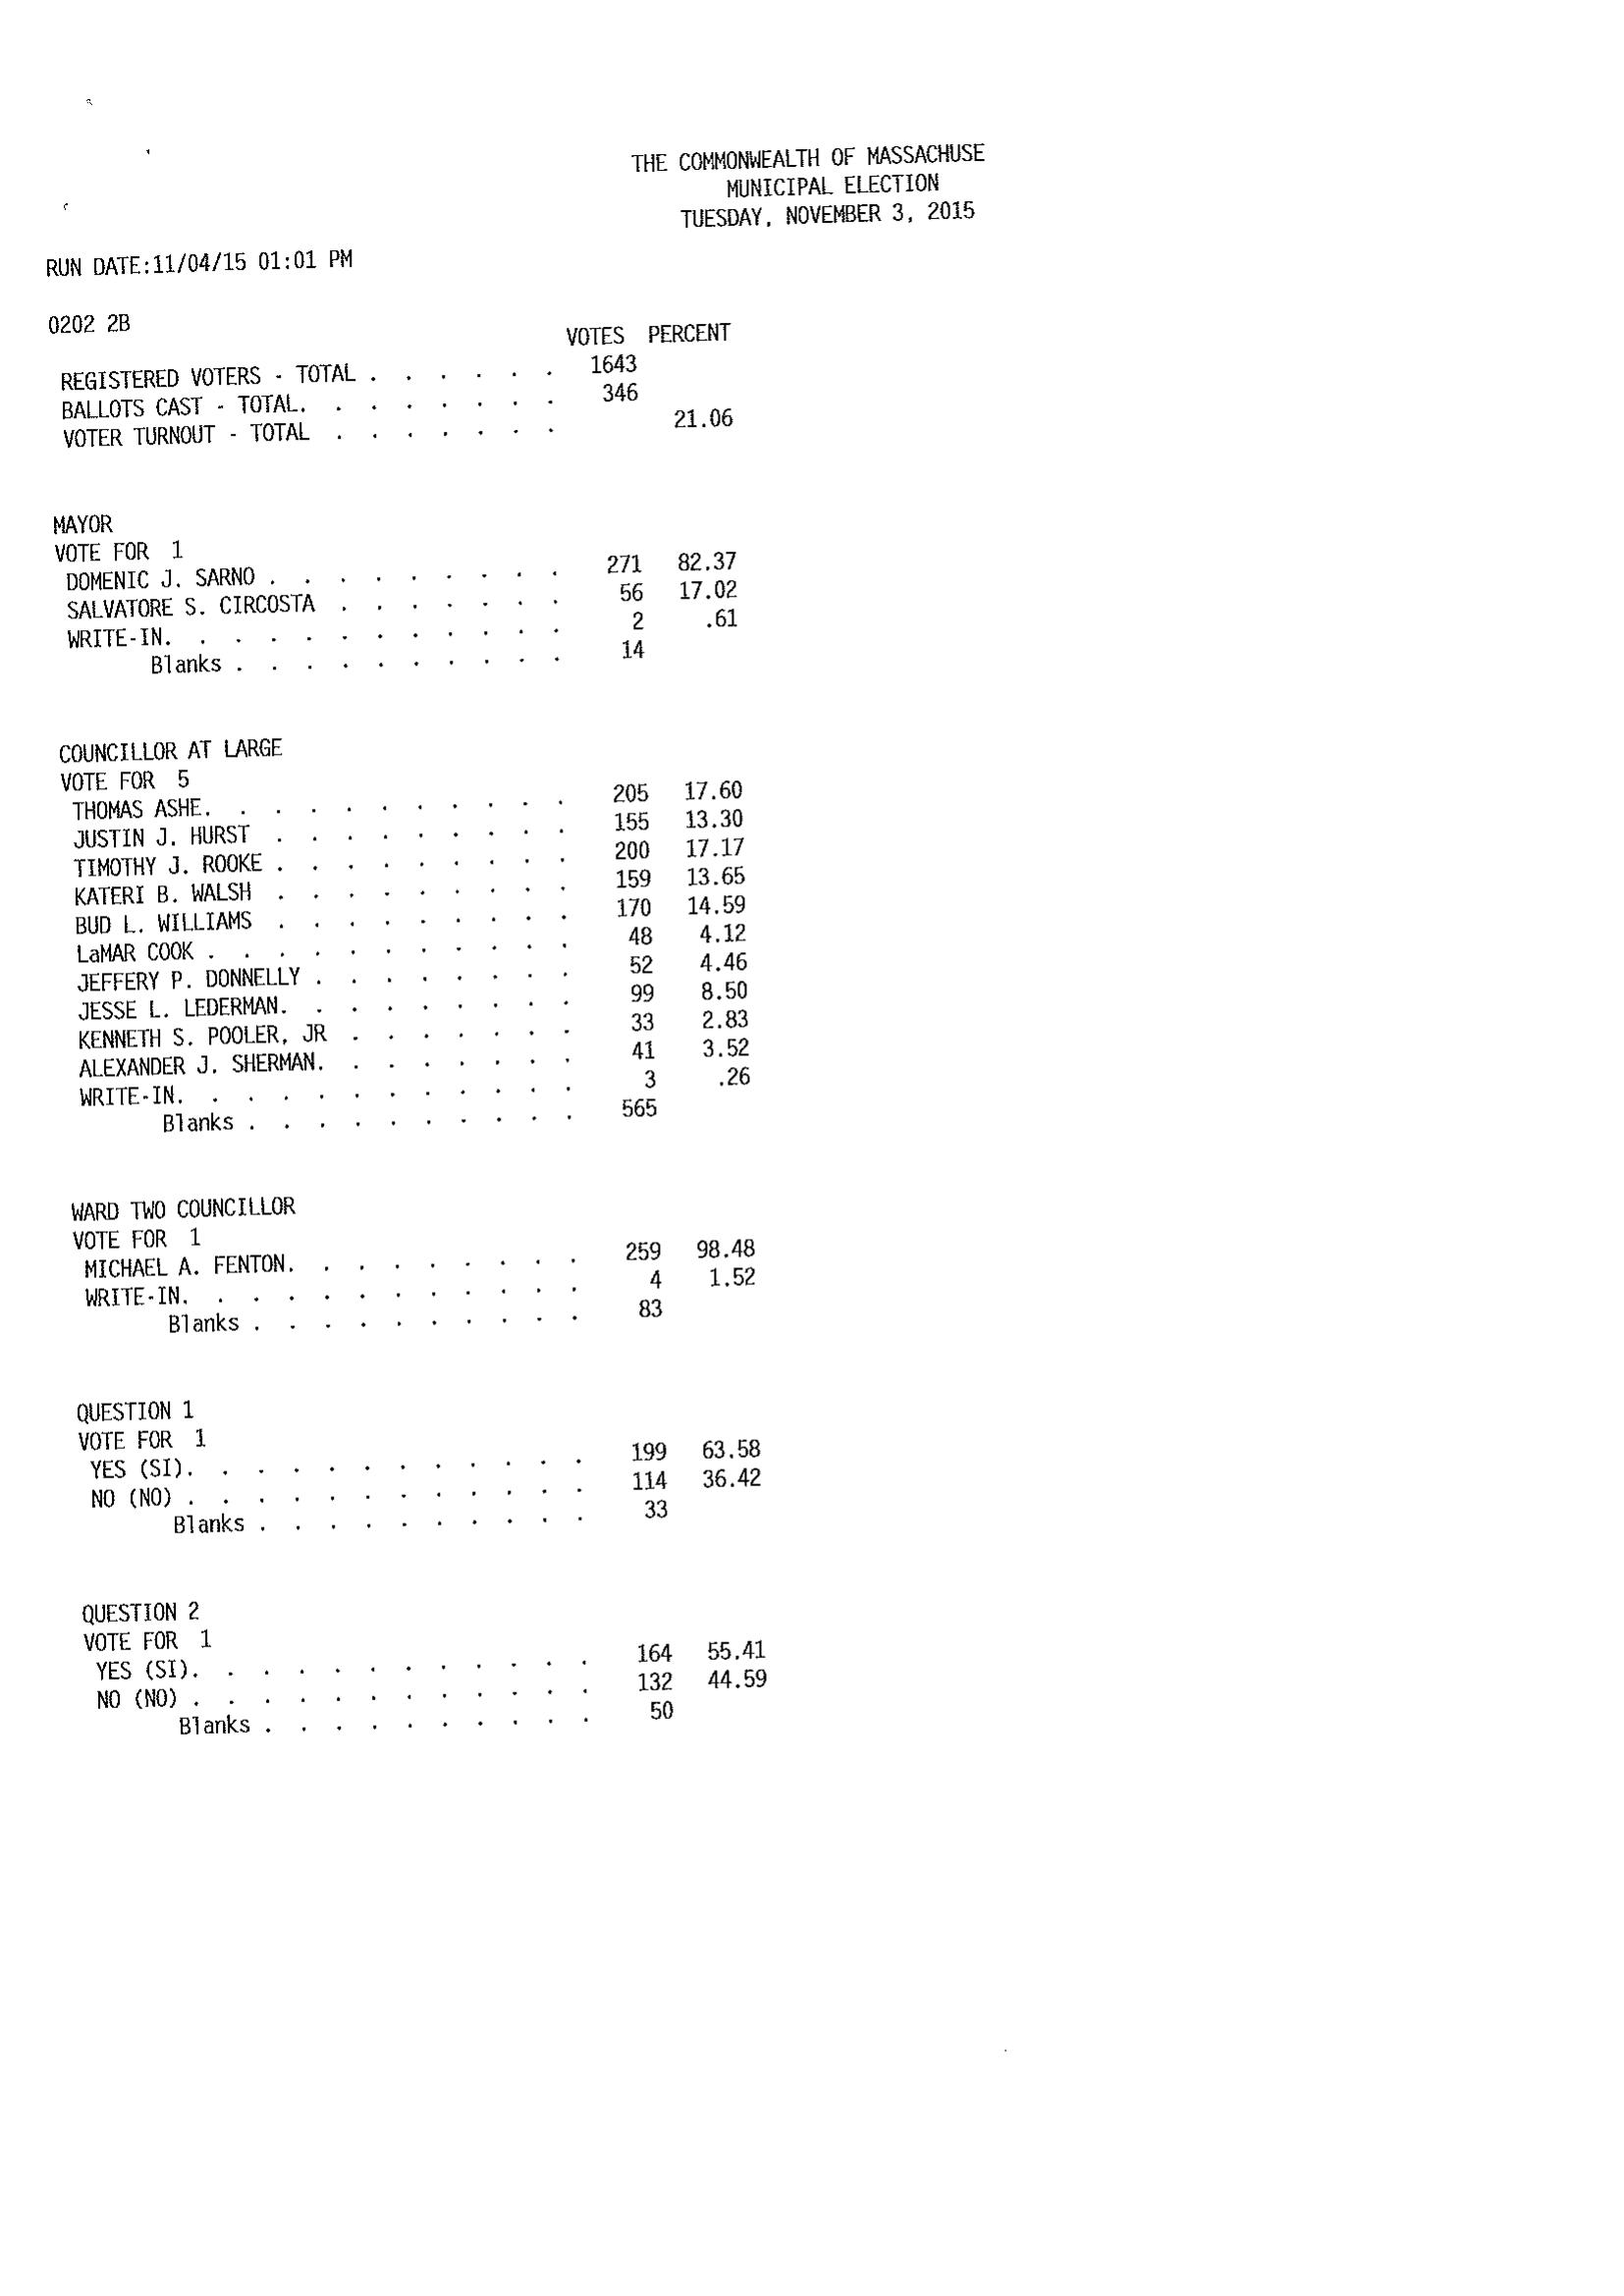 THE COMMONWEALTH OF MASSACHUSE
MUNICIPAL ELECTION
TUESDAY, NOVEMBER 3, 2015
RUN DATE:11/04/15 01:01 PM
0202 2B
VOTES PERCENT
REGISTERED VOTERS - TOTAL . . . . . . 1643
BALLOTS CAST - TOTAL. . . . . . . . 346
VOTER TURNOUT - TOTAL . . . . . . . 21.06
MAYOR
VOTE FOR 1
DOMENIC J. SARNO . . . . . . . . . 271 82.37
SALVATORE S. CIRCOSTA . . . . . . . 56 17.02
WRITE-IN. . . . . . . . . . . . 2 .61
Blanks . . . . . . . . . . 14
COUNCILLOR AT LARGE
VOTE FOR 5
THOMAS ASHE. . . . . . . . . . . 205 17.60
JUSTIN J. HURST . . . . . . . . . 155 13.30
TIMOTHY J. ROOKE . . . . . . . . . 200 17.17
KATERI B. WALSH . . . . . . . . . 159 13.65
BUD L. WILLIAMS . . . . . . . . . 170 14.59
LaMAR COOK . . . . . . . . . . . 48 4.12
JEFFERY P. DONNELLY . . . . . . . . 52 4.46
JESSE L. LEDERMAN. . . . . . . . . 99 8.50
KENNETH S. POOLER, JR . . . . . . . 33 2.83
ALEXANDER J. SHERMAN. . . . . . . . 41 3.52
WRITE-IN. . . . . . . . . . . . 3 .26
Blanks . . . . . . . . . . 565
WARD TWO COUNCILLOR
VOTE FOR 1
MICHAEL A. FENTON. . . . . . . . . 259 98.48
WRITE-IN. . . . . . . . . . . . 4 1.52
Blanks . . . . . . . . . . 83
QUESTION 1
VOTE FOR 1
YES (SI). . . . . . . . . . . . 199 63.58
NO (NO) . . . . . . . . . . . . 114 36.42
Blanks . . . . . . . . . . 33
QUESTION 2
VOTE FOR 1
YES (SI). . . . . . . . . . . . 164 55.41
NO (NO) . . . . . . . . . . . . 132 44.59
Blanks . . . . . . . . . . 50